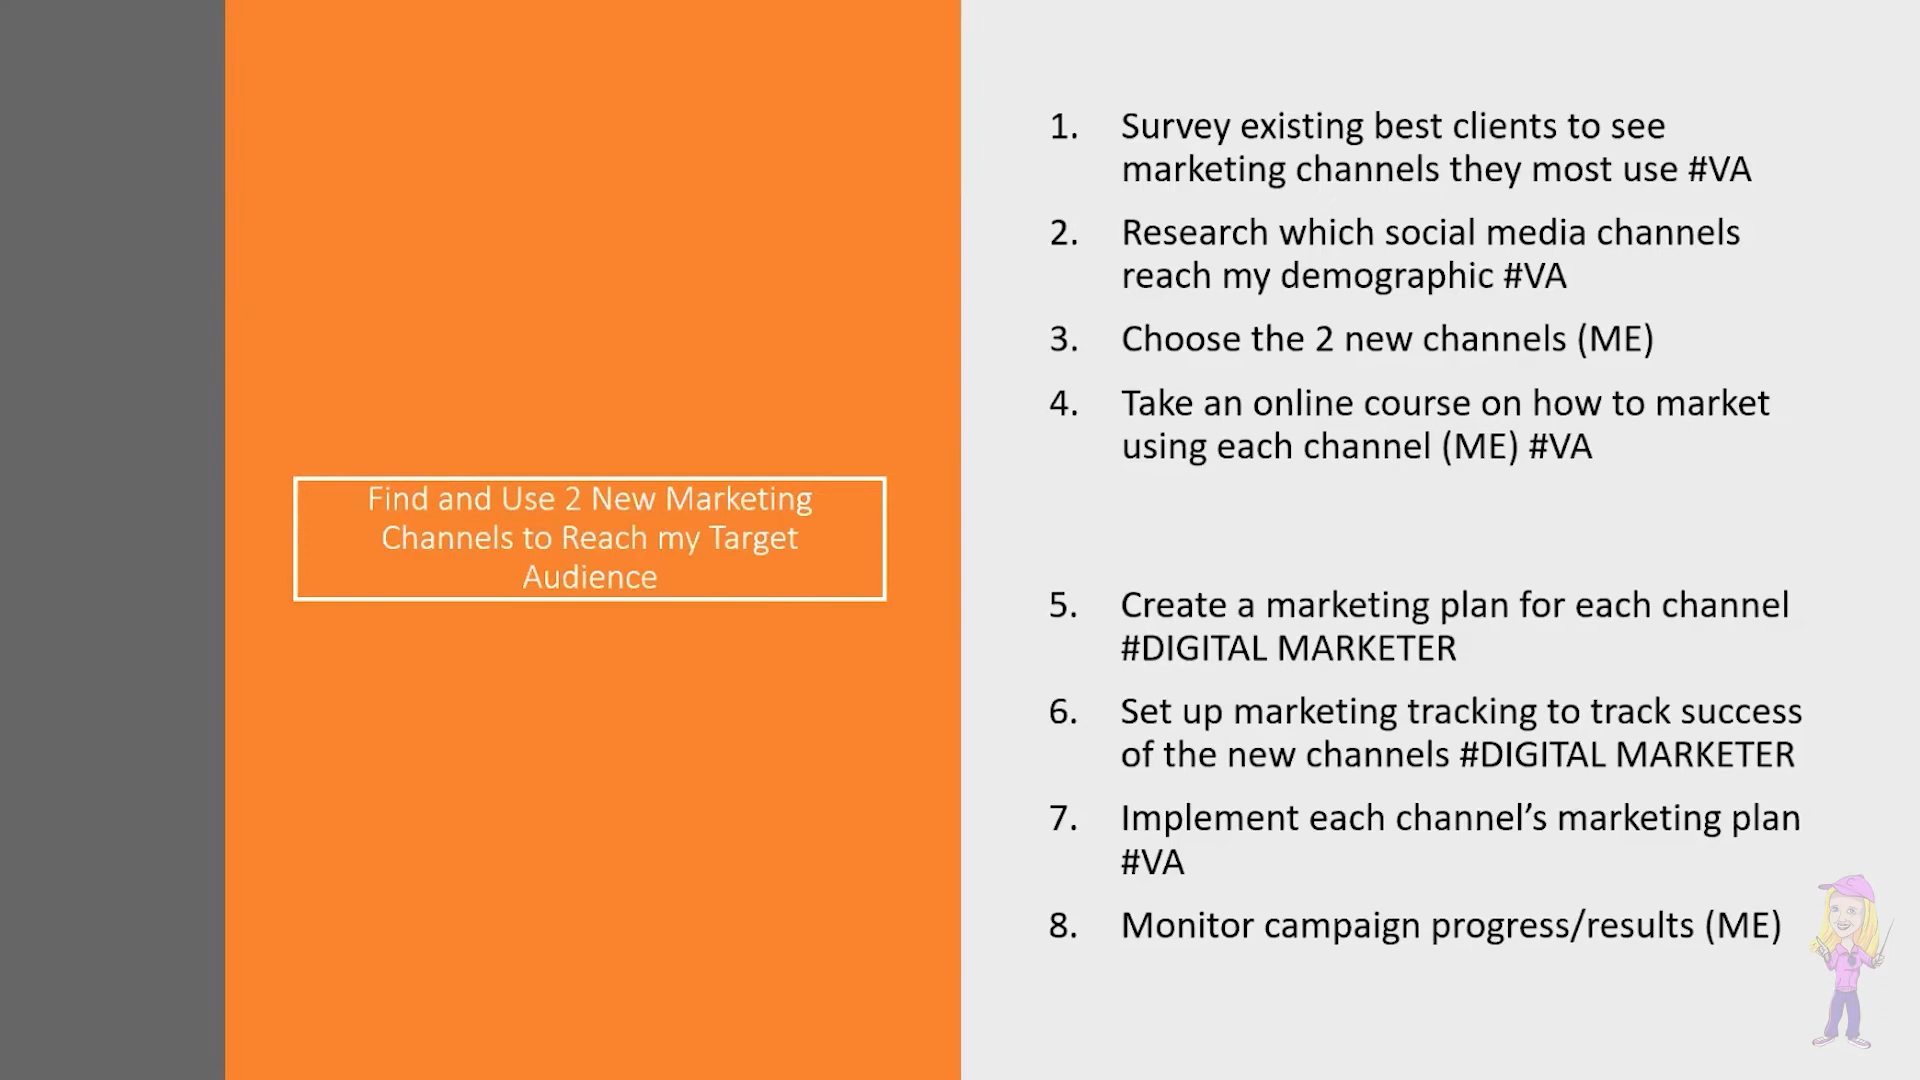 Find and Use 2 New Marketing
Channels to Reach my Target
Audience
1. Survey existing best clients to see
marketing channels they most use #VA
2. Research which social media channels
reach my demographic #VA
3. Choose the 2 new channels (ME)
4. Take an online course on how to market
using each channel (ME) #VA
5. Create a marketing plan for each channel
#DIGITAL MARKETER
6. Set up marketing tracking to track success
of the new channels #DIGITAL MARKETER
7. Implement each channel’s marketing plan
#VA
8. Monitor campaign progress/results (ME)